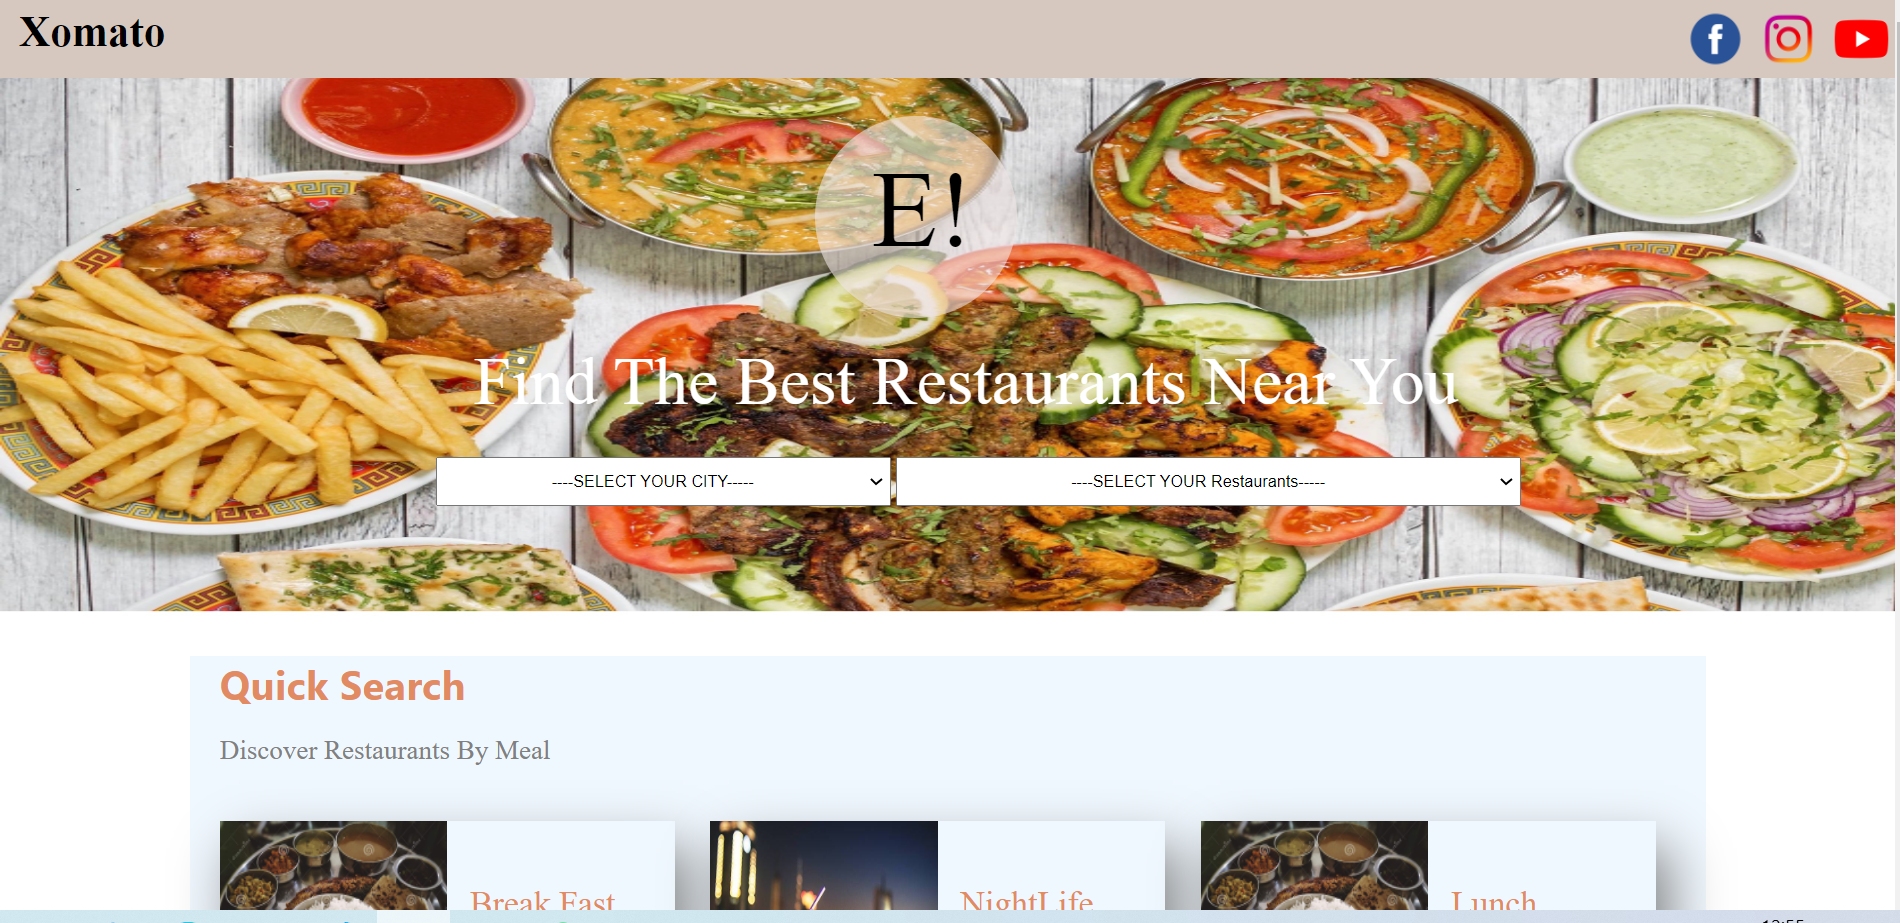 Xomato
E!
Find The Best Restaurants Near You
----SELECT YOUR CITY----- ----SELECT YOUR Restaurants-----
Quick Search
Discover Restaurants By Meal
Break Fast NightLife Lunch